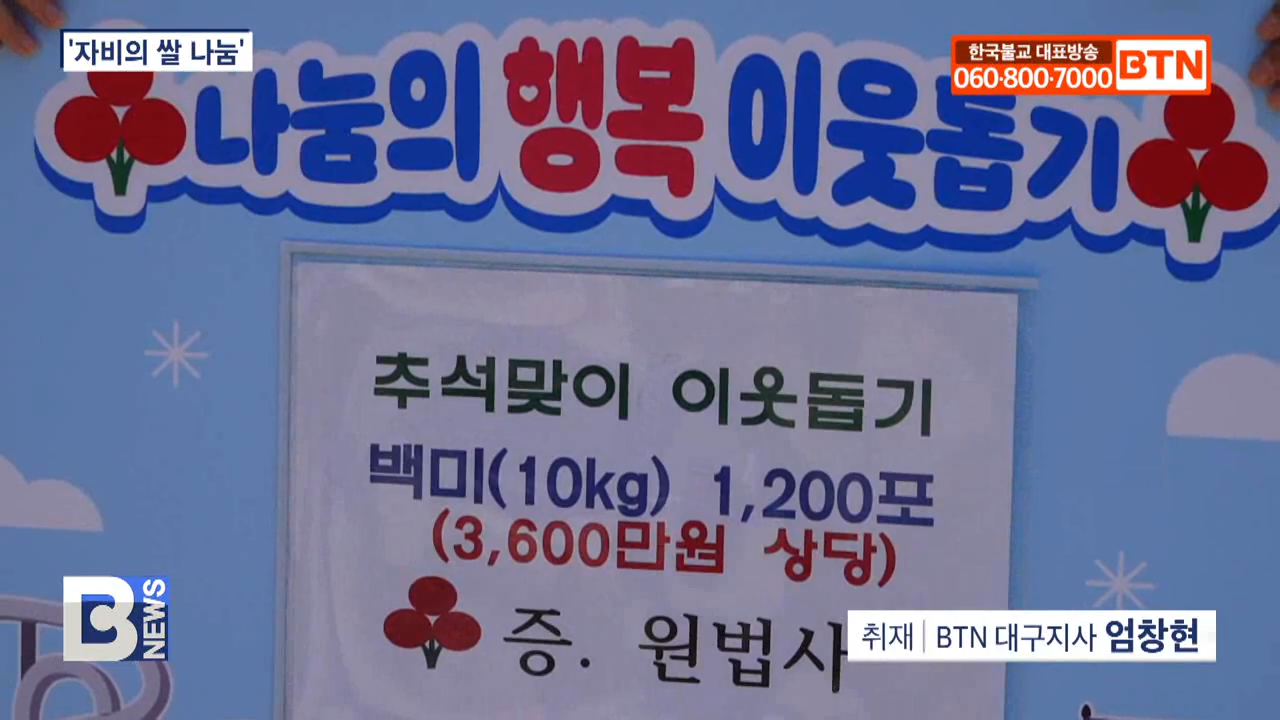 '자비의 쌀 나눔'
한국불교 대표방송
060·800·7000
BTN
나눔의 행복 이웃돕기
추석맞이 이웃돕기
백미(10kg) 1,200포
(3,600만원 상당)
증. 원법사
취재 | BTN 대구지사 엄창현
B NEWS